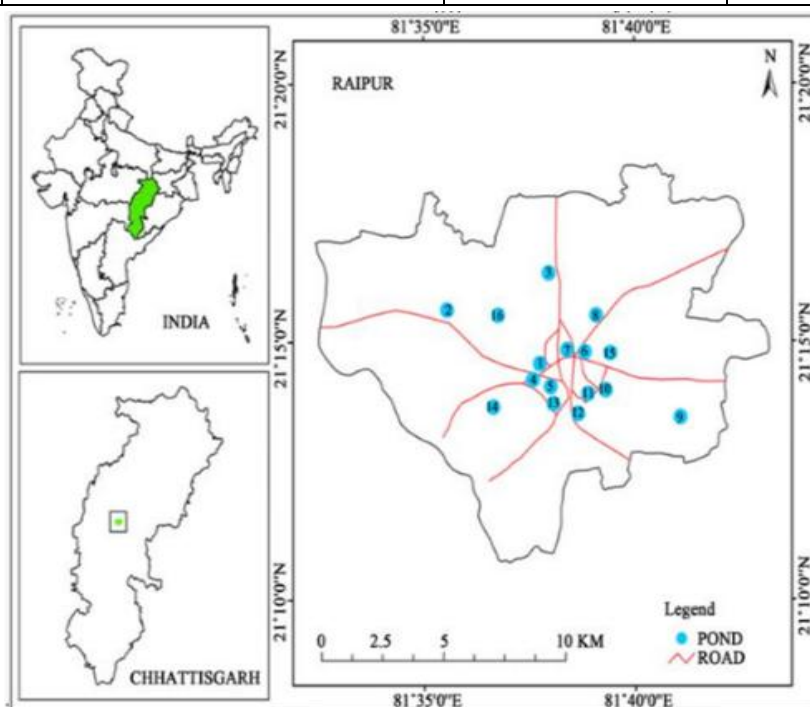 81°35'0"E
81°40'0"E
RAIPUR
N
21°20'0"N
21°20'0"N
3
2
16
8
INDIA
21°15'0"N
21°15'0"N
7
6
15
1
4
5
11
10
13
14
12
9
21°10'0"N
21°10'0"N
Legend
POND
ROAD
0 2.5 5 10 KM
CHHATTISGARH
81°35'0"E
81°40'0"E